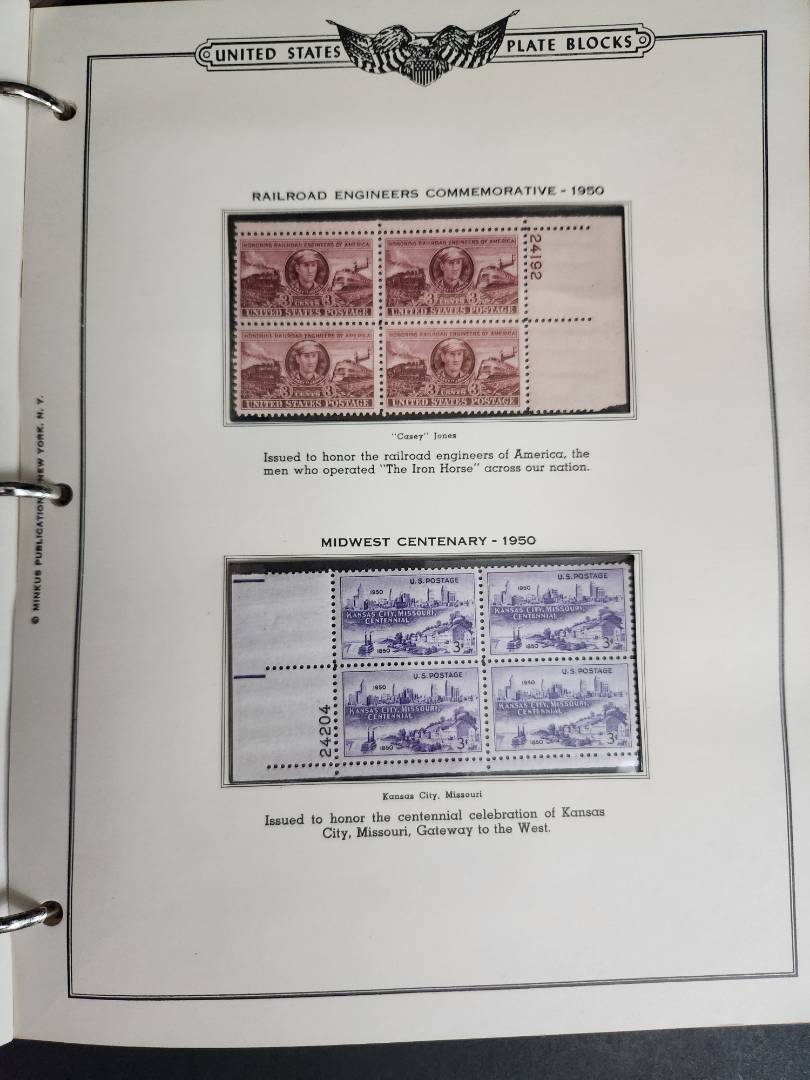 UNITED STATES PLATE BLOCKS
RAILROAD ENGINEERS COMMEMORATIVE - 1950
HONORING RAILROAD ENGINEERS OF AMERICA
3 CENTS 3
UNITED STATES POSTAGE
HONORING RAILROAD ENGINEERS OF AMERICA
3 CENTS 3
UNITED STATES POSTAGE
24192
HONORING RAILROAD ENGINEERS OF AMERICA
3 CENTS 3
UNITED STATES POSTAGE
HONORING RAILROAD ENGINEERS OF AMERICA
3 CENTS 3
UNITED STATES POSTAGE
"Casey" Jones
Issued to honor the railroad engineers of America, the
men who operated "The Iron Horse" across our nation.
© MINKUS PUBLICATION NEW YORK, N. Y.
MIDWEST CENTENARY - 1950
U.S. POSTAGE
1950
KANSAS CITY, MISSOURI,
CENTENNIAL
1850
3¢
U.S. POSTAGE
1950
KANSAS CITY, MISSOURI,
CENTENNIAL
1850
3¢
24204
U.S. POSTAGE
1950
KANSAS CITY, MISSOURI,
CENTENNIAL
1850
3¢
U.S. POSTAGE
1950
KANSAS CITY, MISSOURI,
CENTENNIAL
1850
3¢
Kansas City, Missouri
Issued to honor the centennial celebration of Kansas
City, Missouri, Gateway to the West.